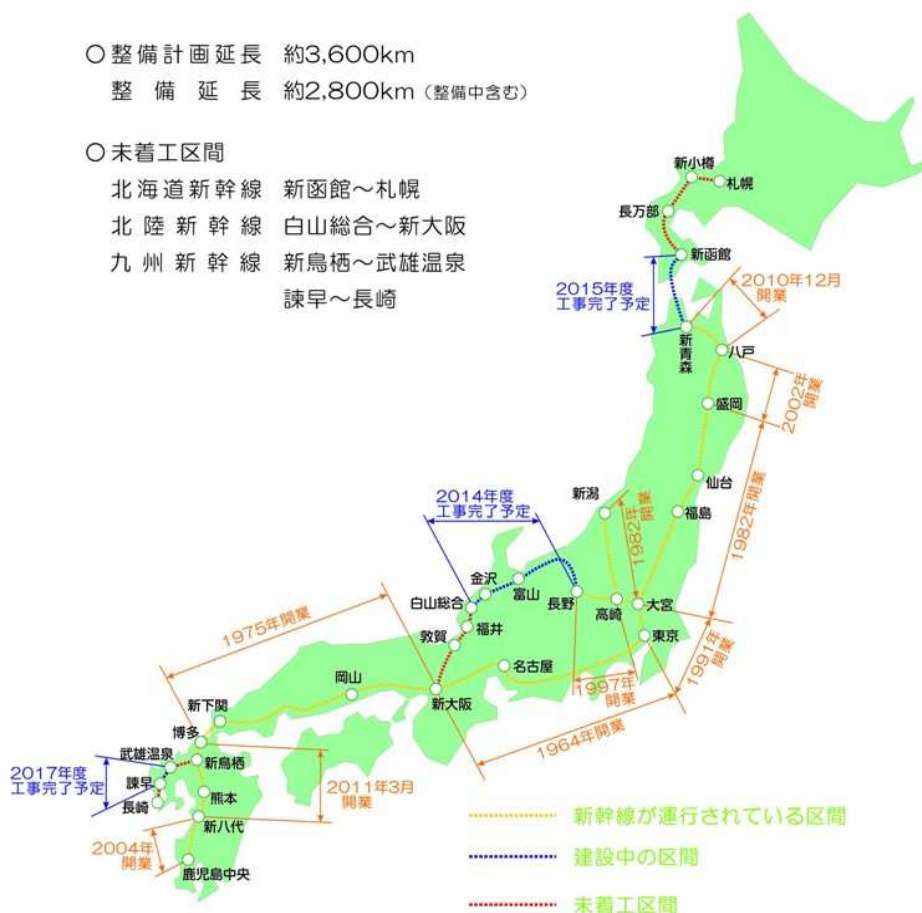 ○整備計画延長 約3,600km
整備延長 約2,800km（整備中含む）
○未着工区間
北海道新幹線 新函館～札幌
北陸新幹線 白山総合～新大阪
九州新幹線 新鳥栖～武雄温泉
諫早～長崎
新小樽
札幌
長万部
新函館
2015年度
工事完了予定
2010年12月
開業
新青森
八戸
2002年
開業
盛岡
仙台
1982年開業
2014年度
工事完了予定
新潟
1982年
開業
福島
金沢
富山
長野
高崎
大宮
白山総合
福井
敦賀
東京
1991年
開業
1975年開業
名古屋
1997年
開業
岡山
新大阪
1964年開業
新下関
博多
武雄温泉
新鳥栖
2017年度
工事完了予定
諫早
長崎
熊本
2011年3月
開業
新八代
2004年
開業
鹿児島中央
新幹線が運行されている区間
建設中の区間
未着工区間